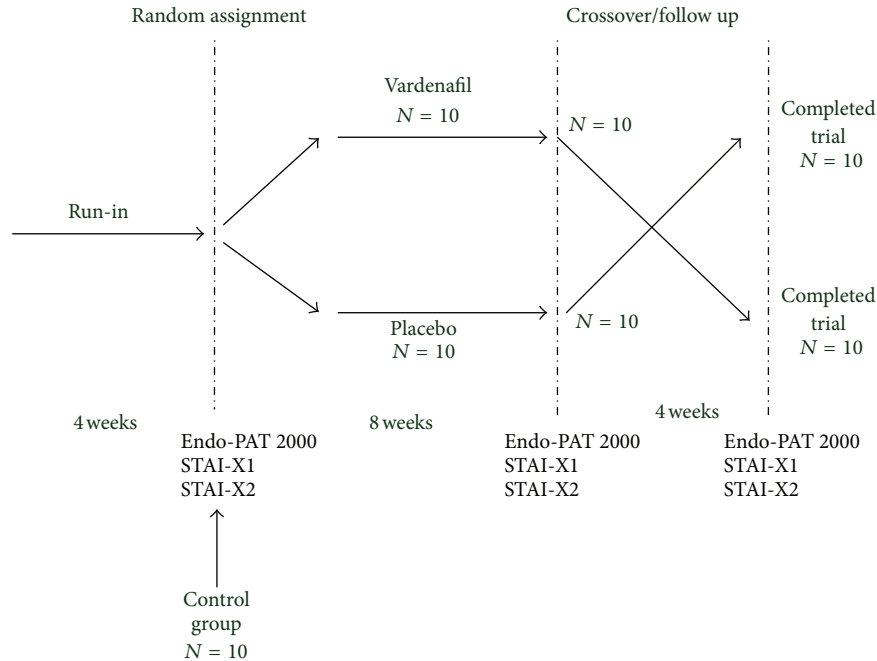 Random assignment
Crossover/follow up
Vardenafil
N = 10
N = 10
Completed
trial
N = 10
Run-in
Placebo
N = 10
N = 10
Completed
trial
N = 10
4 weeks
8 weeks
4 weeks
Endo-PAT 2000
STAI-X1
STAI-X2
Endo-PAT 2000
STAI-X1
STAI-X2
Endo-PAT 2000
STAI-X1
STAI-X2
Control
group
N = 10